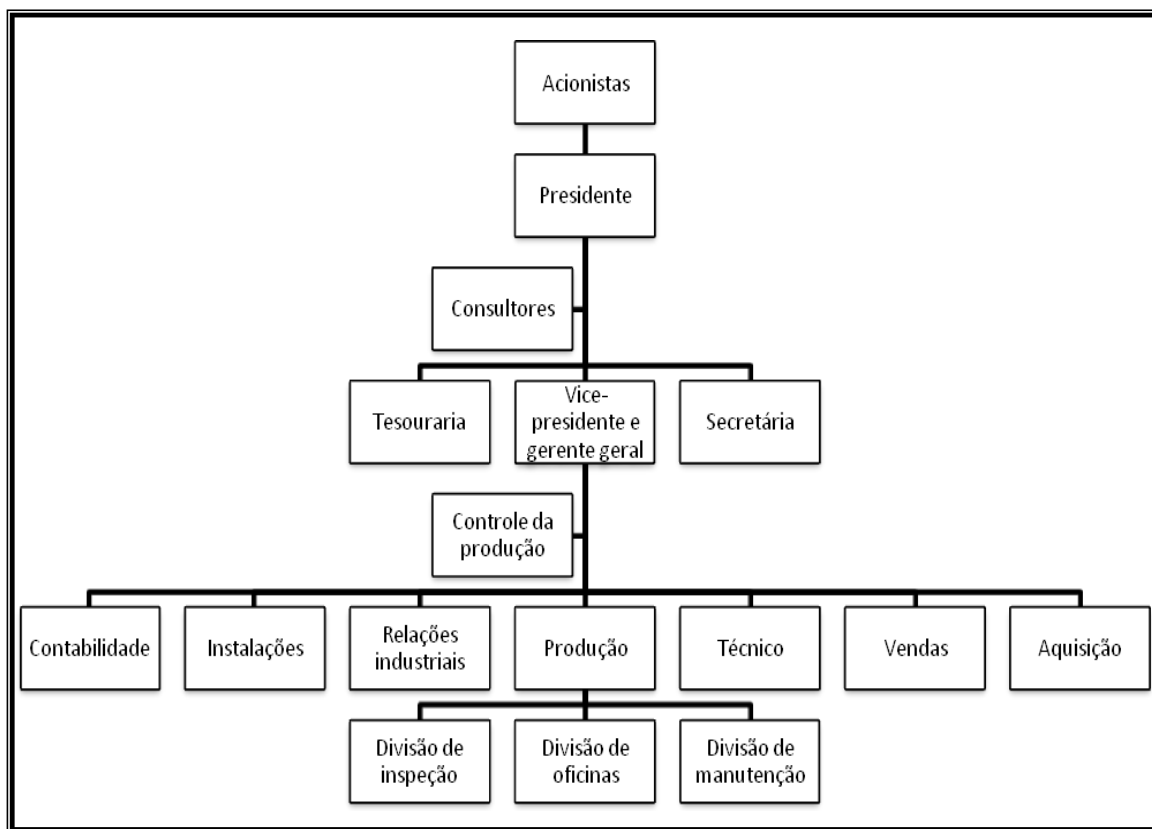 Acionistas
Presidente
Consultores
Tesouraria
Vice-
presidente e
gerente geral
Secretária
Controle da
produção
Contabilidade
Instalações
Relações
industriais
Produção
Técnico
Vendas
Aquisição
Divisão de
inspeção
Divisão de
oficinas
Divisão de
manutenção